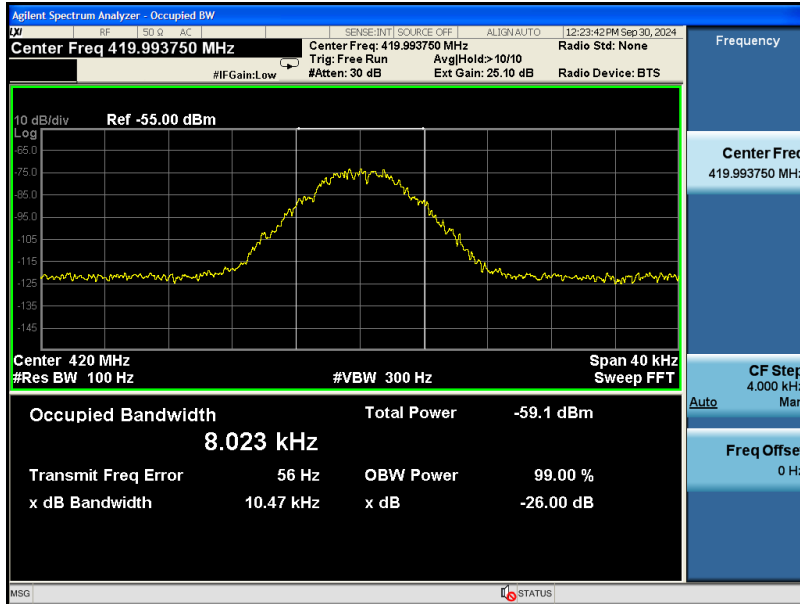 Agilent Spectrum Analyzer - Occupied BW
LXI RF 50 Ω AC SENSE:INT SOURCE OFF ALIGN AUTO 12:23:42 PM Sep 30, 2024
Center Freq 419.993750 MHz Center Freq: 419.993750 MHz Radio Std: None
Trig: Free Run Avg|Hold:>10/10
#IFGain:Low #Atten: 30 dB Ext Gain: 25.10 dB Radio Device: BTS
10 dB/div Ref -55.00 dBm
Log
-65.0
-75.0
-85.0
-95.0
-105
-115
-125
-135
-145
Center 420 MHz Span 40 kHz
#Res BW 100 Hz #VBW 300 Hz Sweep FFT
Occupied Bandwidth Total Power -59.1 dBm
8.023 kHz
Transmit Freq Error 56 Hz OBW Power 99.00 %
x dB Bandwidth 10.47 kHz x dB -26.00 dB
MSG STATUS
Frequency
Center Freq
419.993750 MHz
CF Step
4.000 kHz
Auto Man
Freq Offset
0 Hz